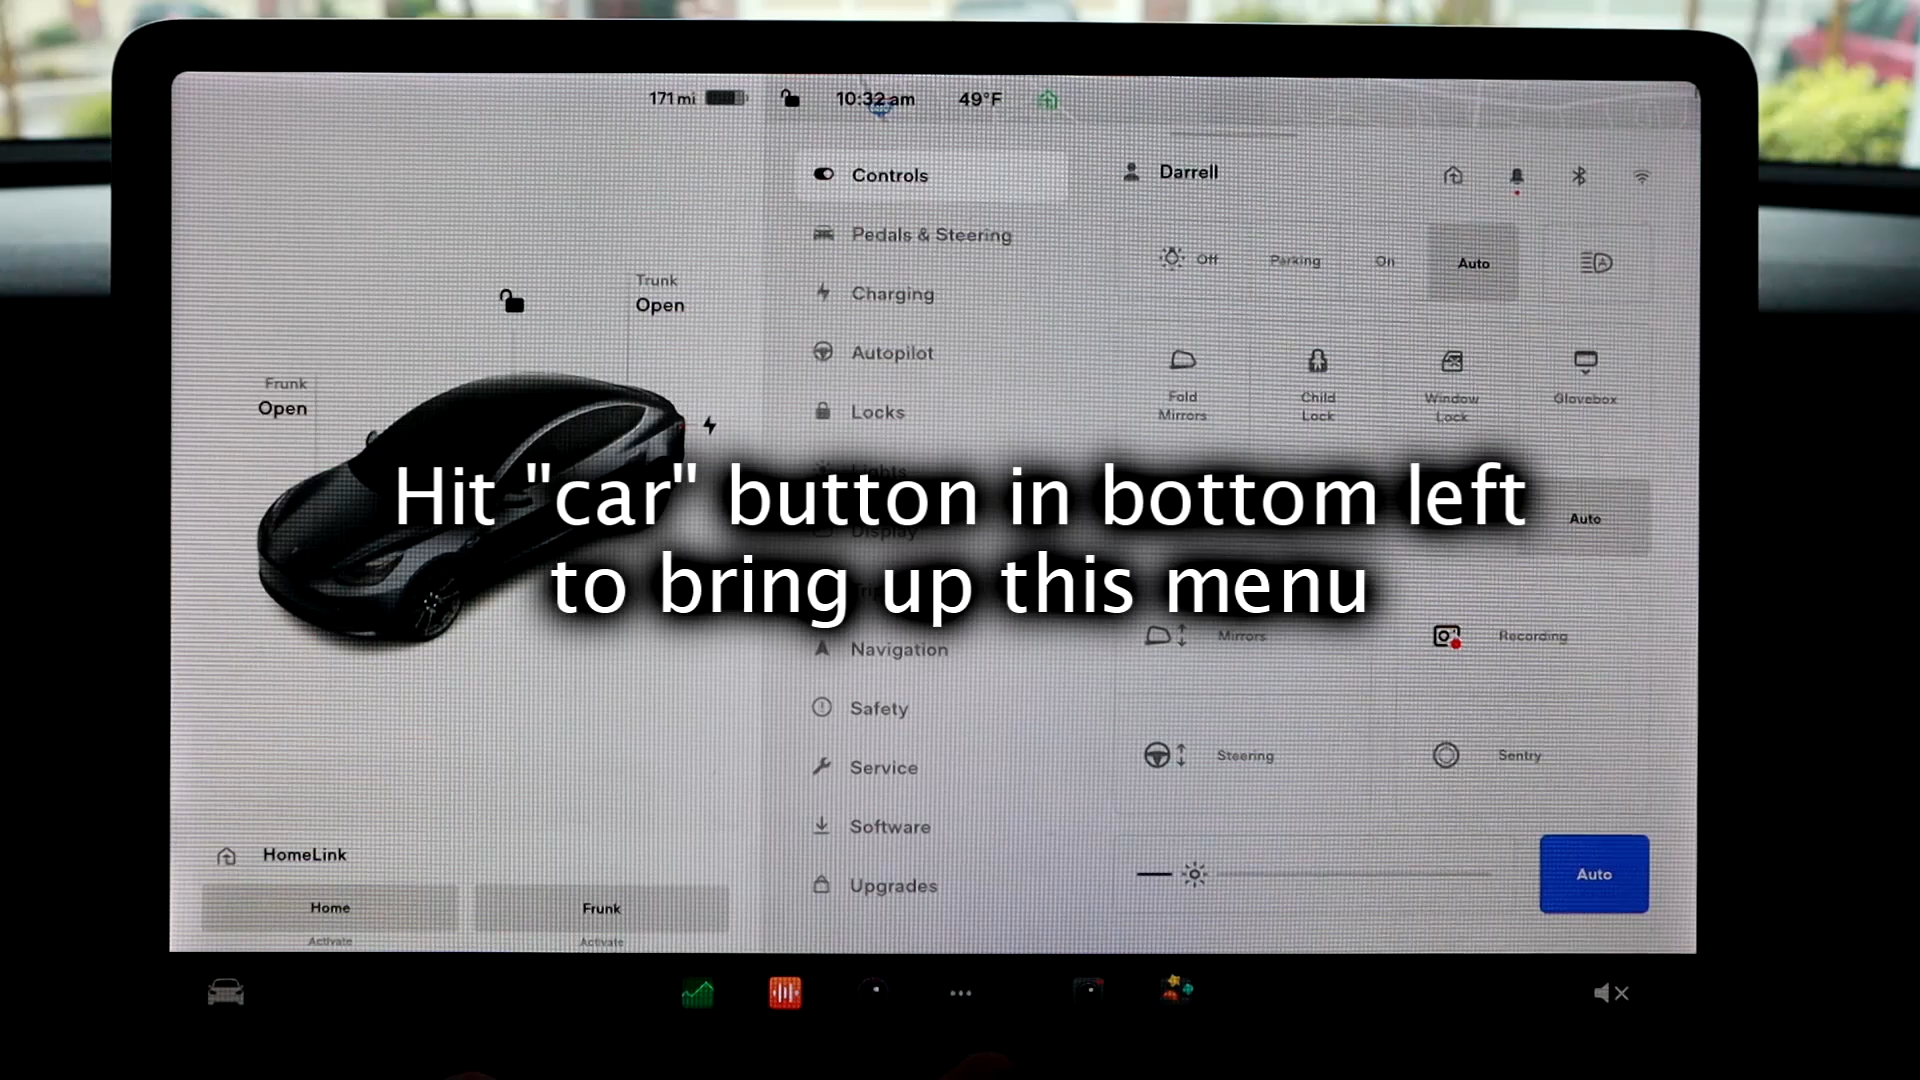 171 mi 10:32 am 49°F
Controls
Darrell
Pedals & Steering
Off Parking On Auto
Trunk
Open
Charging
Autopilot
Frunk
Open
Fold
Mirrors
Child
Lock
Window
Lock
Glovebox
Locks
Lights
Hit "car" button in bottom left
Auto
Display
to bring up this menu
Mirrors Recording
Navigation
Safety
Steering Sentry
Service
Software
HomeLink
Auto
Upgrades
Home Frunk
Activate Activate